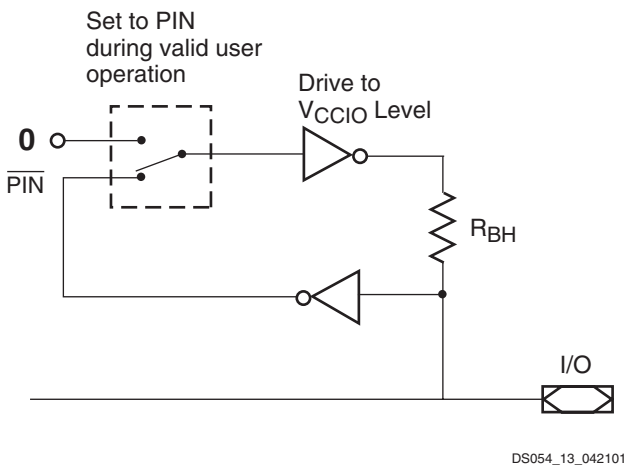 Set to PIN
during valid user
operation
Drive to
VCCIO Level
0
PIN
RBH
I/O
DS054_13_042101